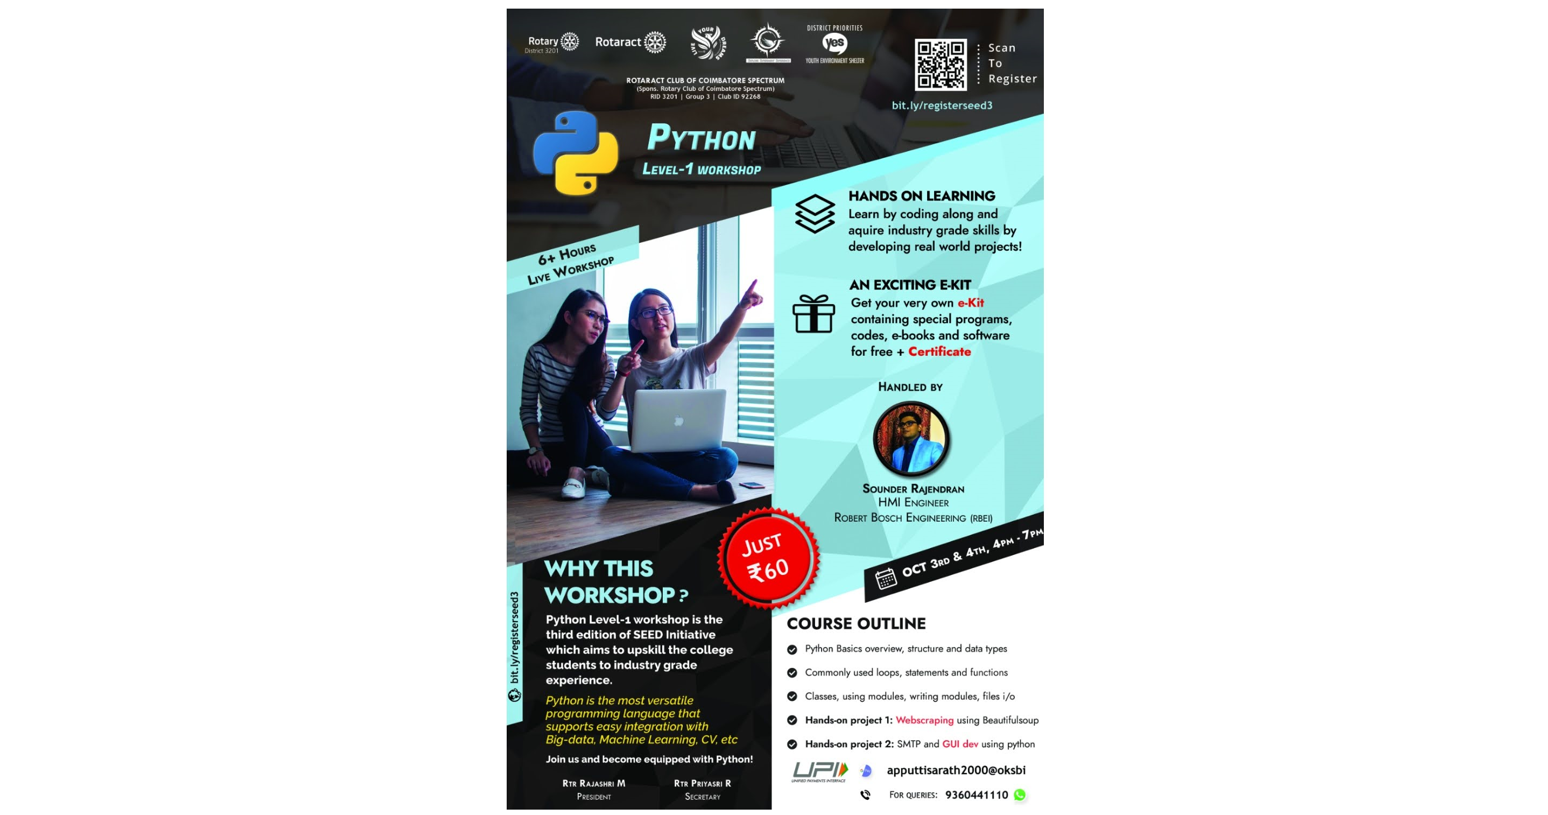 Rotary
District 3201
Rotaract
LIVE YOUR DREAMS
DISTRICT PRIORITIES
yes
YOUTH ENVIRONMENT SHELTER
ROTARACT CLUB OF COIMBATORE SPECTRUM
(Spons. Rotary Club of Coimbatore Spectrum)
RID 3201 | Group 3 | Club ID 92268
Scan
To
Register
bit.ly/registerseed3
PYTHON
LEVEL-1 WORKSHOP
6+ HOURS
LIVE WORKSHOP
HANDS ON LEARNING
Learn by coding along and
aquire industry grade skills by
developing real world projects!
AN EXCITING E-KIT
Get your very own e-Kit
containing special programs,
codes, e-books and software
for free + Certificate
HANDLED BY
SOUNDER RAJENDRAN
HMI ENGINEER
ROBERT BOSCH ENGINEERING (RBEI)
OCT 3RD & 4TH, 4PM - 7PM
JUST
₹60
WHY THIS
WORKSHOP ?
Python Level-1 workshop is the
third edition of SEED Initiative
which aims to upskill the college
students to industry grade
experience.
Python is the most versatile
programming language that
supports easy integration with
Big-data, Machine Learning, CV, etc
Join us and become equipped with Python!
RTR RAJASHRI M
PRESIDENT
RTR PRIYASRI R
SECRETARY
bit.ly/registerseed3
COURSE OUTLINE
Python Basics overview, structure and data types
Commonly used loops, statements and functions
Classes, using modules, writing modules, files i/o
Hands-on project 1: Webscraping using Beautifulsoup
Hands-on project 2: SMTP and GUI dev using python
UPI
UNIFIED PAYMENTS INTERFACE
apputtisarath2000@oksbi
FOR QUERIES: 9360441110